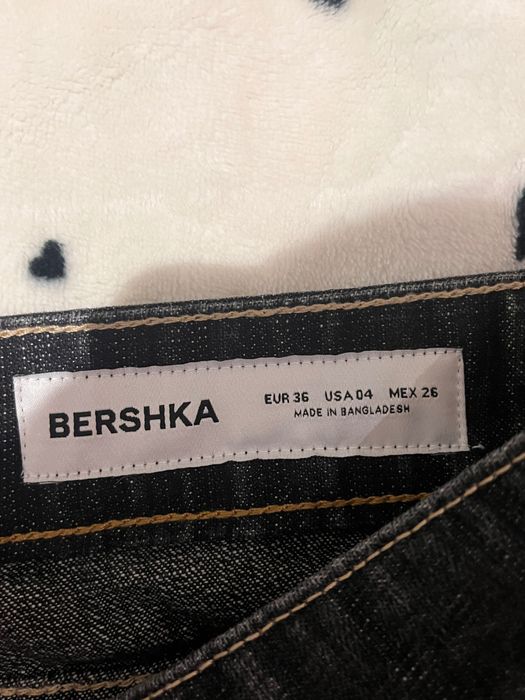 BERSHKA
EUR 36 USA 04 MEX 26
MADE IN BANGLADESH